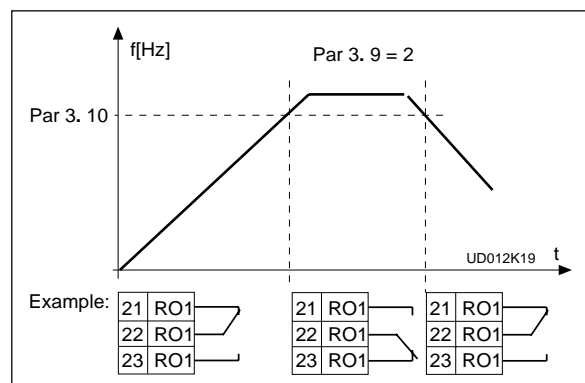 f[Hz]
Par 3. 9 = 2
Par 3. 10
t
UD012K19
Example:
21 RO1
22 RO1
23 RO1
21 RO1
22 RO1
23 RO1
21 RO1
22 RO1
23 RO1